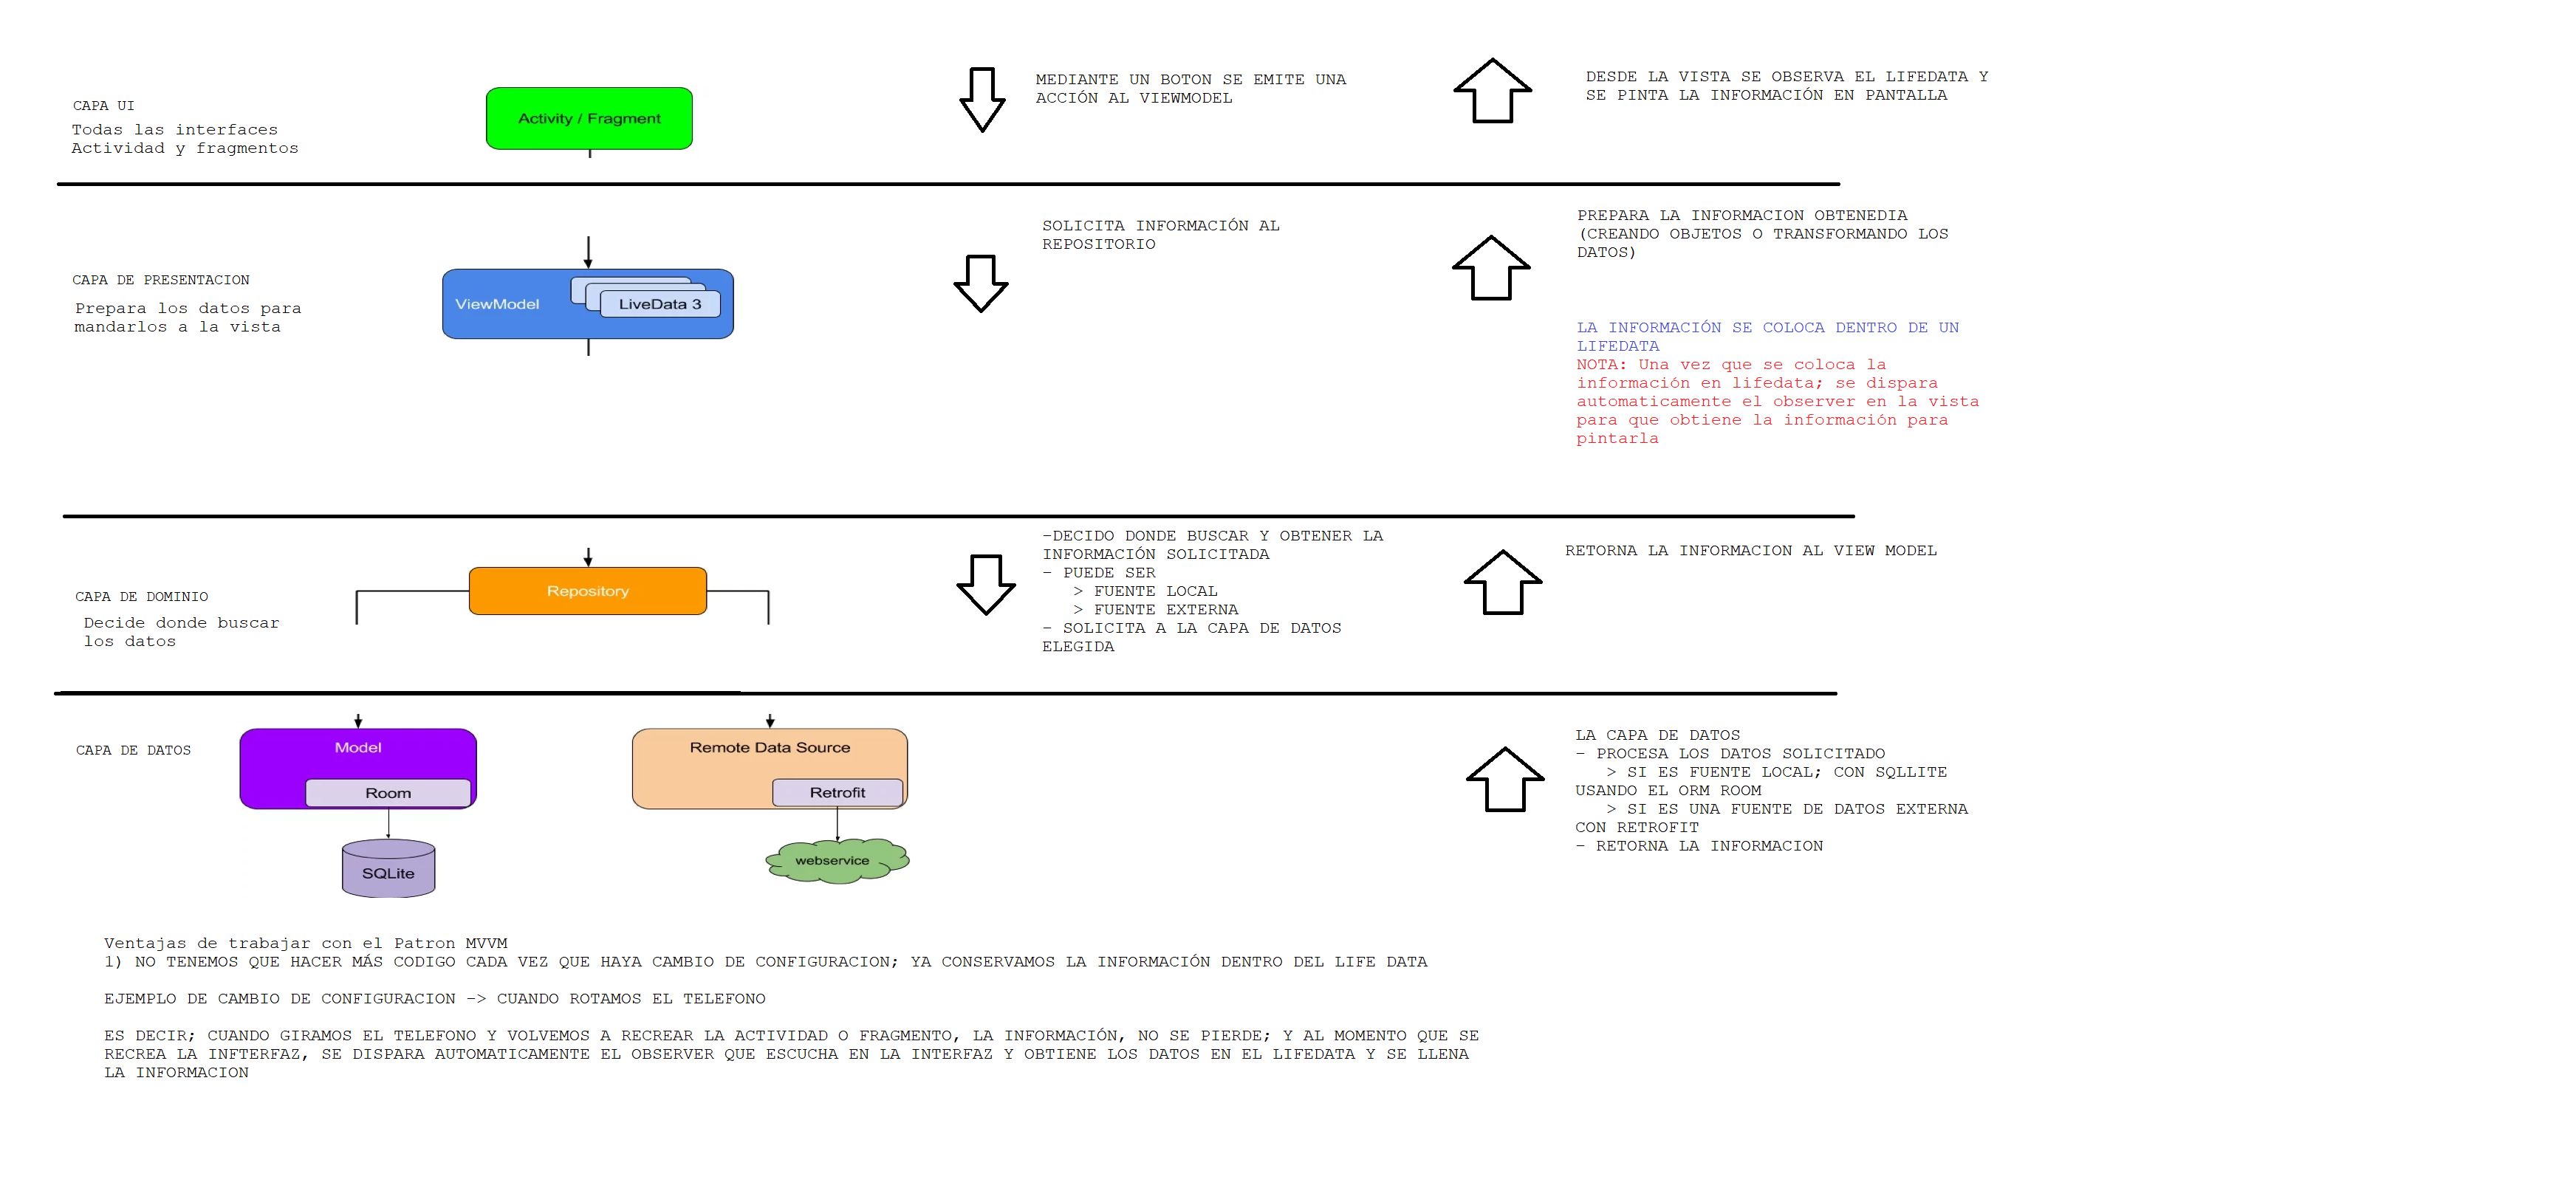 CAPA UI
Todas las interfaces
Actividad y fragmentos
Activity / Fragment
MEDIANTE UN BOTON SE EMITE UNA
ACCIÓN AL VIEWMODEL
DESDE LA VISTA SE OBSERVA EL LIFEDATA Y
SE PINTA LA INFORMACIÓN EN PANTALLA
CAPA DE PRESENTACION
Prepara los datos para
mandarlos a la vista
ViewModel
LiveData 3
SOLICITA INFORMACIÓN AL
REPOSITORIO
PREPARA LA INFORMACION OBTENEDIA
(CREANDO OBJETOS O TRANSFORMANDO LOS
DATOS)
LA INFORMACIÓN SE COLOCA DENTRO DE UN
LIFEDATA
NOTA: Una vez que se coloca la
información en lifedata; se dispara
automaticamente el observer en la vista
para que obtiene la información para
pintarla
CAPA DE DOMINIO
Decide donde buscar
los datos
Repository
-DECIDO DONDE BUSCAR Y OBTENER LA
INFORMACIÓN SOLICITADA
- PUEDE SER
> FUENTE LOCAL
> FUENTE EXTERNA
- SOLICITA A LA CAPA DE DATOS
ELEGIDA
RETORNA LA INFORMACION AL VIEW MODEL
CAPA DE DATOS
Model
Room
SQLite
Remote Data Source
Retrofit
webservice
LA CAPA DE DATOS
- PROCESA LOS DATOS SOLICITADO
> SI ES FUENTE LOCAL; CON SQLLITE
USANDO EL ORM ROOM
> SI ES UNA FUENTE DE DATOS EXTERNA
CON RETROFIT
- RETORNA LA INFORMACION
Ventajas de trabajar con el Patron MVVM
1) NO TENEMOS QUE HACER MÁS CODIGO CADA VEZ QUE HAYA CAMBIO DE CONFIGURACION; YA CONSERVAMOS LA INFORMACIÓN DENTRO DEL LIFE DATA
EJEMPLO DE CAMBIO DE CONFIGURACION -> CUANDO ROTAMOS EL TELEFONO
ES DECIR; CUANDO GIRAMOS EL TELEFONO Y VOLVEMOS A RECREAR LA ACTIVIDAD O FRAGMENTO, LA INFORMACIÓN, NO SE PIERDE; Y AL MOMENTO QUE SE
RECREA LA INFTERFAZ, SE DISPARA AUTOMATICAMENTE EL OBSERVER QUE ESCUCHA EN LA INTERFAZ Y OBTIENE LOS DATOS EN EL LIFEDATA Y SE LLENA
LA INFORMACION